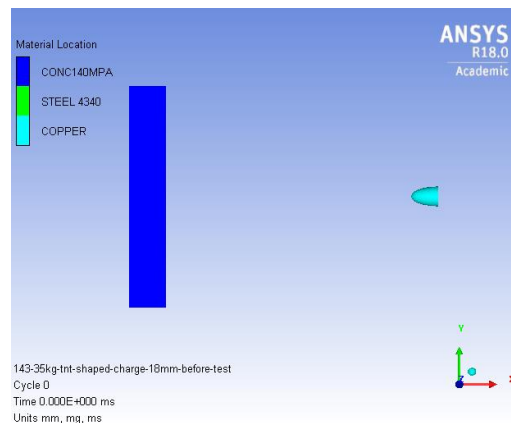 ANSYS
R18.0
Academic
Material Location
CONC140MPA
STEEL 4340
COPPER
Y
Z
X
143-35kg-tnt-shaped-charge-18mm-before-test
Cycle 0
Time 0.000E+000 ms
Units mm, mg, ms